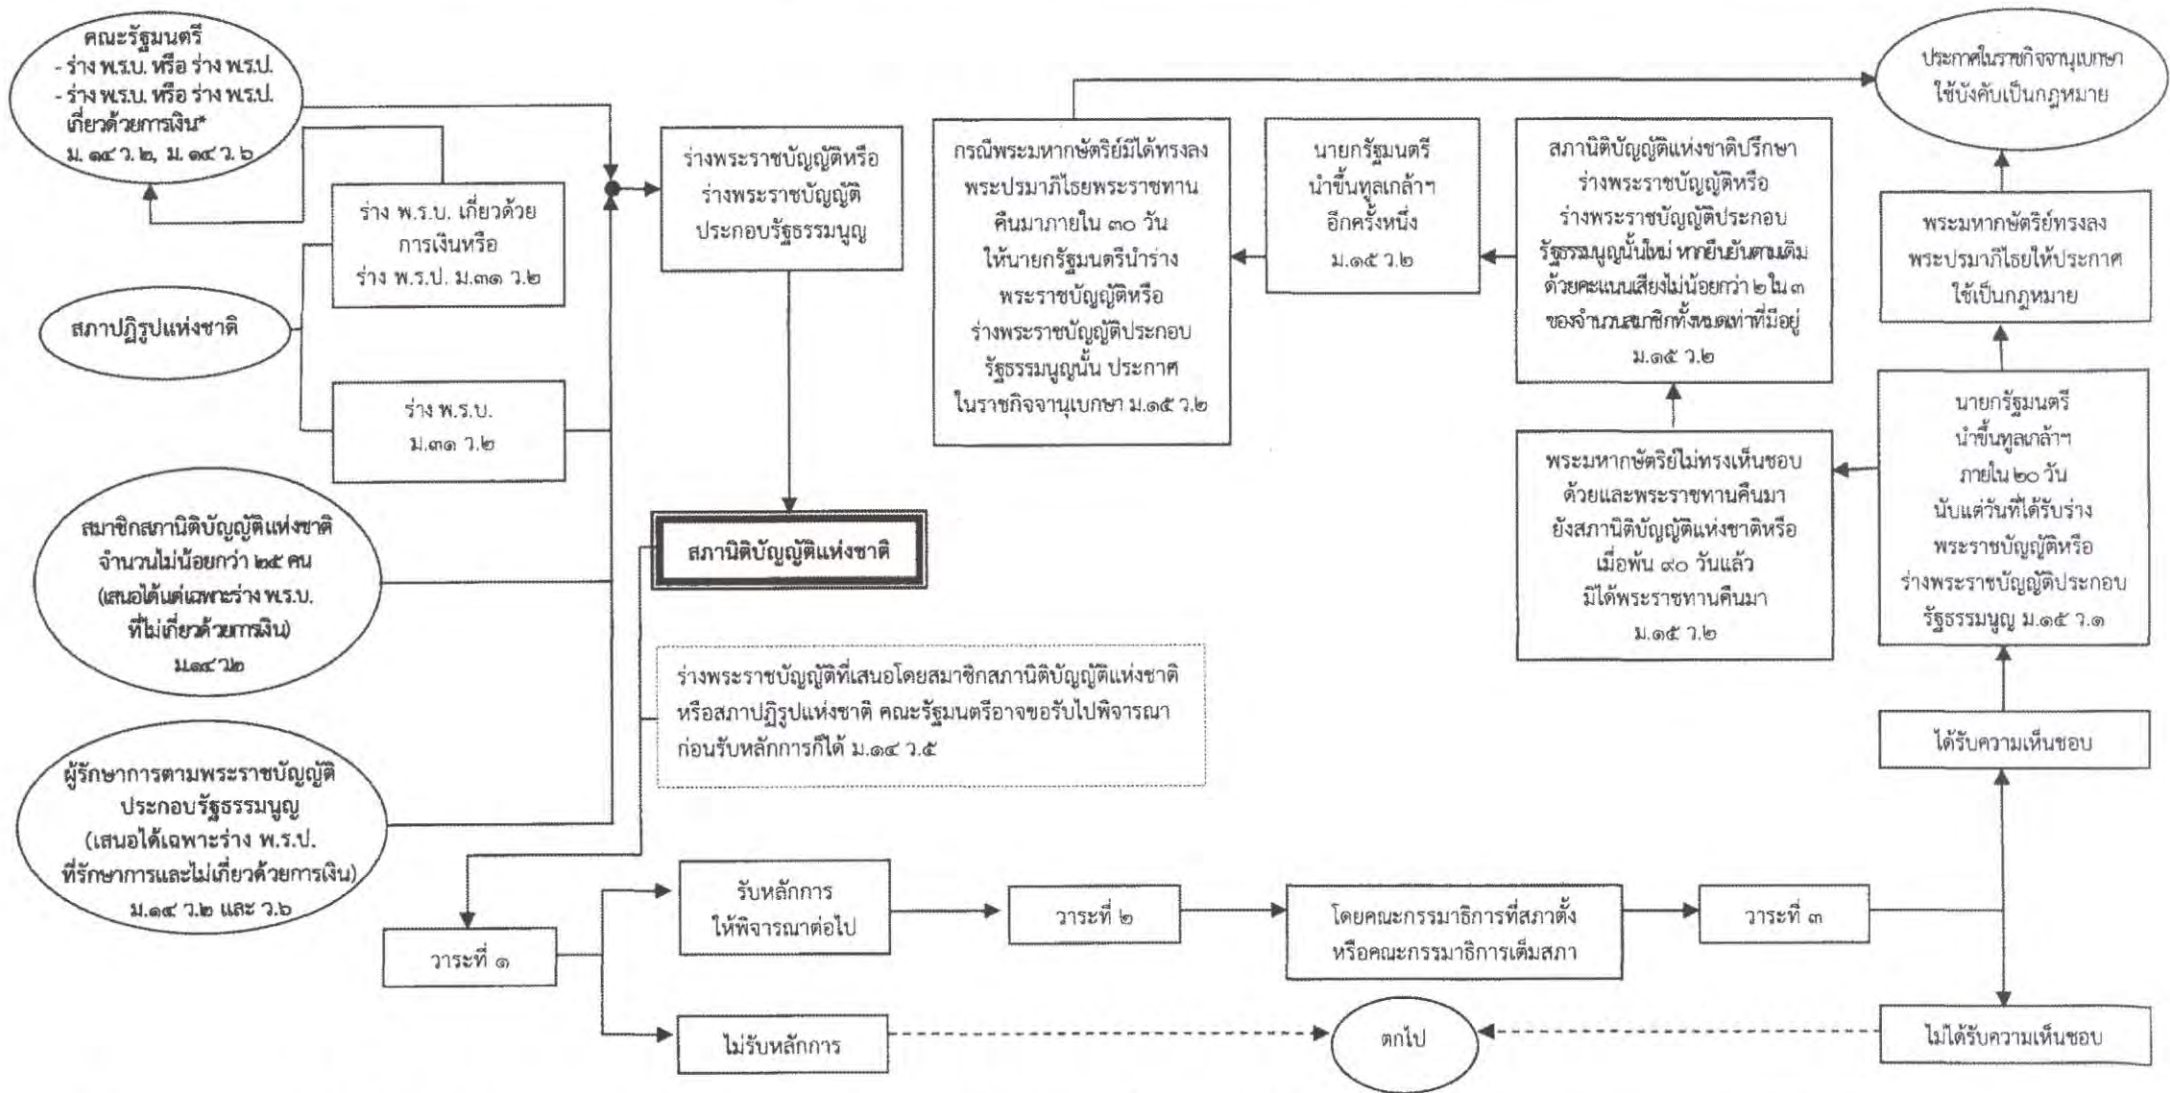 คณะรัฐมนตรี
- ร่าง พ.ร.บ. หรือ ร่าง พ.ร.ป.
- ร่าง พ.ร.บ. หรือ ร่าง พ.ร.ป.
เกี่ยวด้วยการเงิน*
ม. ๑๔ ว. ๒, ม. ๑๔ ว. ๖
ร่าง พ.ร.บ. เกี่ยวด้วย
การเงินหรือ
ร่าง พ.ร.ป. ม.๓๑ ว.๒
สภาปฏิรูปแห่งชาติ
ร่าง พ.ร.บ.
ม.๓๑ ว.๒
สมาชิกสภานิติบัญญัติแห่งชาติ
จำนวนไม่น้อยกว่า ๒๕ คน
(เสนอได้แต่เฉพาะร่าง พ.ร.บ.
ที่ไม่เกี่ยวด้วยการเงิน)
ม.๑๔ ว.๒
ผู้รักษาการตามพระราชบัญญัติ
ประกอบรัฐธรรมนูญ
(เสนอได้เฉพาะร่าง พ.ร.ป.
ที่รักษาการและไม่เกี่ยวด้วยการเงิน)
ม.๑๔ ว.๒ และ ว.๖
ร่างพระราชบัญญัติหรือ
ร่างพระราชบัญญัติ
ประกอบรัฐธรรมนูญ
สภานิติบัญญัติแห่งชาติ
ร่างพระราชบัญญัติที่เสนอโดยสมาชิกสภานิติบัญญัติแห่งชาติ
หรือสภาปฏิรูปแห่งชาติ คณะรัฐมนตรีอาจขอรับไปพิจารณา
ก่อนรับหลักการก็ได้ ม.๑๔ ว.๕
วาระที่ ๑
รับหลักการ
ให้พิจารณาต่อไป
ไม่รับหลักการ
วาระที่ ๒
โดยคณะกรรมาธิการที่สภาตั้ง
หรือคณะกรรมาธิการเต็มสภา
วาระที่ ๓
ตกไป
ไม่ได้รับความเห็นชอบ
ได้รับความเห็นชอบ
นายกรัฐมนตรี
นำขึ้นทูลเกล้าฯ
ภายใน ๒๐ วัน
นับแต่วันที่ได้รับร่าง
พระราชบัญญัติหรือ
ร่างพระราชบัญญัติประกอบ
รัฐธรรมนูญ ม.๑๕ ว.๑
พระมหากษัตริย์ทรงลง
พระปรมาภิไธยให้ประกาศ
ใช้เป็นกฎหมาย
ประกาศในราชกิจจานุเบกษา
ใช้บังคับเป็นกฎหมาย
พระมหากษัตริย์ไม่ทรงเห็นชอบ
ด้วยและพระราชทานคืนมา
ยังสภานิติบัญญัติแห่งชาติหรือ
เมื่อพ้น ๙๐ วันแล้ว
มิได้พระราชทานคืนมา
ม.๑๕ ว.๒
สภานิติบัญญัติแห่งชาติปรึกษา
ร่างพระราชบัญญัติหรือ
ร่างพระราชบัญญัติประกอบ
รัฐธรรมนูญนั้นใหม่ หากยืนยันตามเดิม
ด้วยคะแนนเสียงไม่น้อยกว่า ๒ ใน ๓
ของจำนวนสมาชิกทั้งหมดเท่าที่มีอยู่
ม.๑๕ ว.๒
นายกรัฐมนตรี
นำขึ้นทูลเกล้าฯ
อีกครั้งหนึ่ง
ม.๑๕ ว.๒
กรณีพระมหากษัตริย์มิได้ทรงลง
พระปรมาภิไธยพระราชทาน
คืนมาภายใน ๓๐ วัน
ให้นายกรัฐมนตรีนำร่าง
พระราชบัญญัติหรือ
ร่างพระราชบัญญัติประกอบ
รัฐธรรมนูญนั้น ประกาศ
ในราชกิจจานุเบกษา ม.๑๕ ว.๒